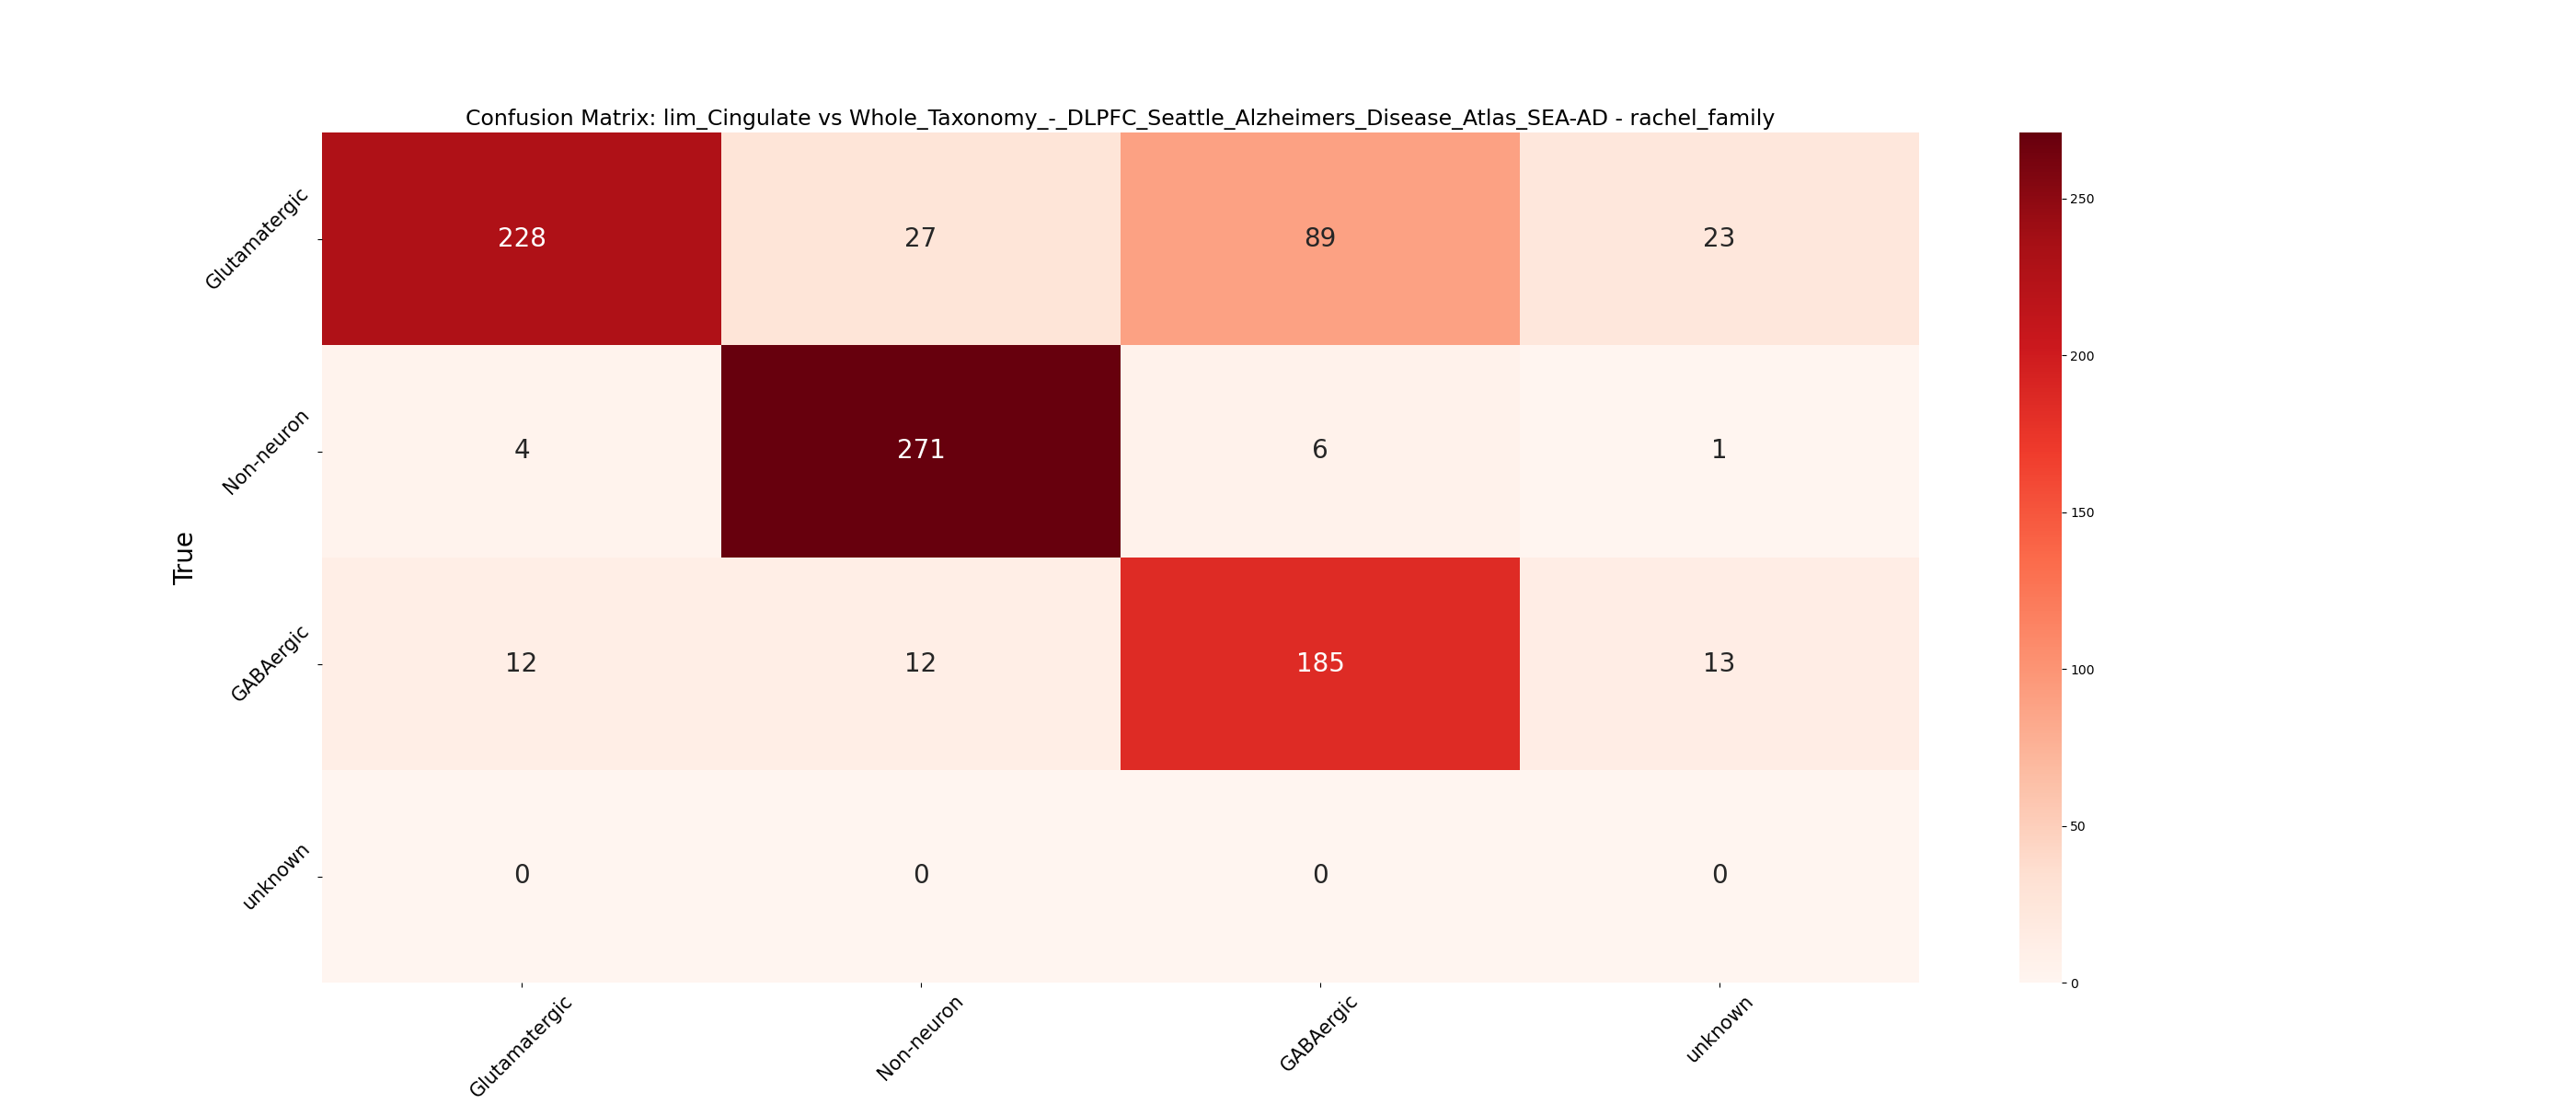 Confusion Matrix: lim_Cingulate vs Whole_Taxonomy_-_DLPFC_Seattle_Alzheimers_Disease_Atlas_SEA-AD - rachel_family
True
Glutamatergic 228 27 89 23
Non-neuron 4 271 6 1
GABAergic 12 12 185 13
unknown 0 0 0 0
Glutamatergic Non-neuron GABAergic unknown
250
200
150
100
50
0